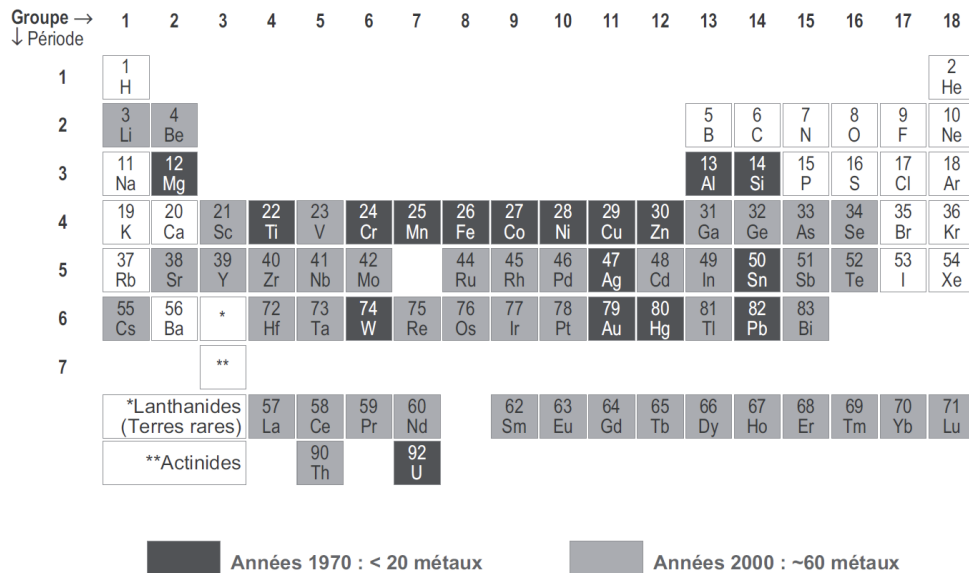 Groupe → 1 2 3 4 5 6 7 8 9 10 11 12 13 14 15 16 17 18
↓ Période
1 1 2
H He
2 3 4 5 6 7 8 9 10
Li Be B C N O F Ne
3 11 12 13 14 15 16 17 18
Na Mg Al Si P S Cl Ar
4 19 20 21 22 23 24 25 26 27 28 29 30 31 32 33 34 35 36
K Ca Sc Ti V Cr Mn Fe Co Ni Cu Zn Ga Ge As Se Br Kr
5 37 38 39 40 41 42 44 45 46 47 48 49 50 51 52 53 54
Rb Sr Y Zr Nb Mo Ru Rh Pd Ag Cd In Sn Sb Te I Xe
6 55 56 * 72 73 74 75 76 77 78 79 80 81 82 83
Cs Ba Hf Ta W Re Os Ir Pt Au Hg Tl Pb Bi
7 **
*Lanthanides 57 58 59 60 62 63 64 65 66 67 68 69 70 71
(Terres rares) La Ce Pr Nd Sm Eu Gd Tb Dy Ho Er Tm Yb Lu
**Actinides 90 92
Th U
Années 1970 : < 20 métaux Années 2000 : ~60 métaux